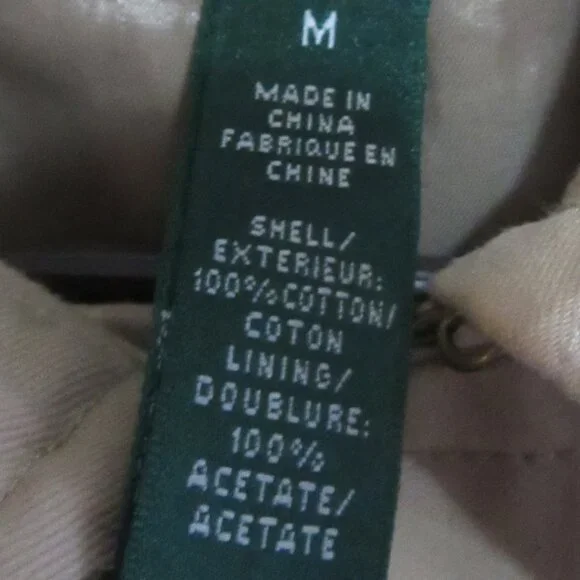 M
MADE IN
CHINA
FABRIQUE EN
CHINE
SHELL/
EXTERIEUR:
100% COTTON/
COTON
LINING/
DOUBLURE:
100%
ACETATE/
ACETATE